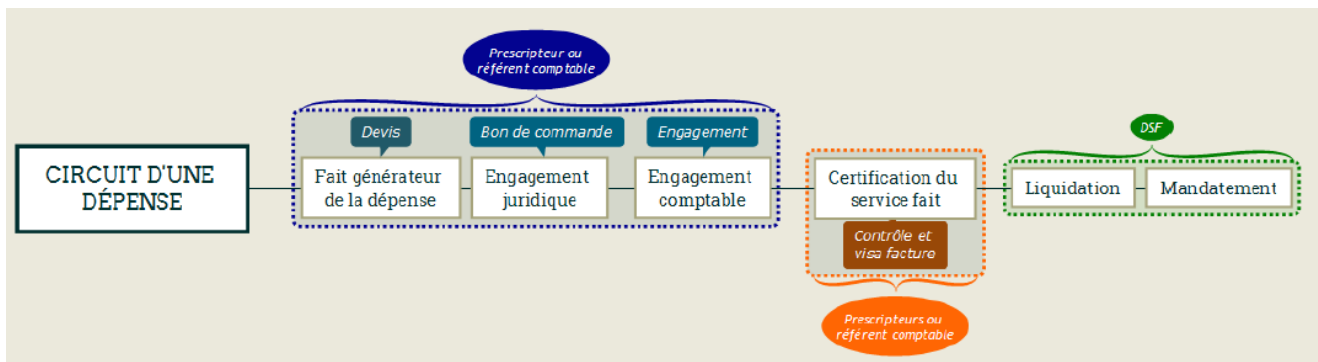 Prescripteur ou
référent comptable
Devis
Bon de commande
Engagement
DSF
CIRCUIT D'UNE
DÉPENSE
Fait générateur
de la dépense
Engagement
juridique
Engagement
comptable
Certification du
service fait
Liquidation
Mandatement
Contrôle et
visa facture
Prescripteurs ou
référent comptable